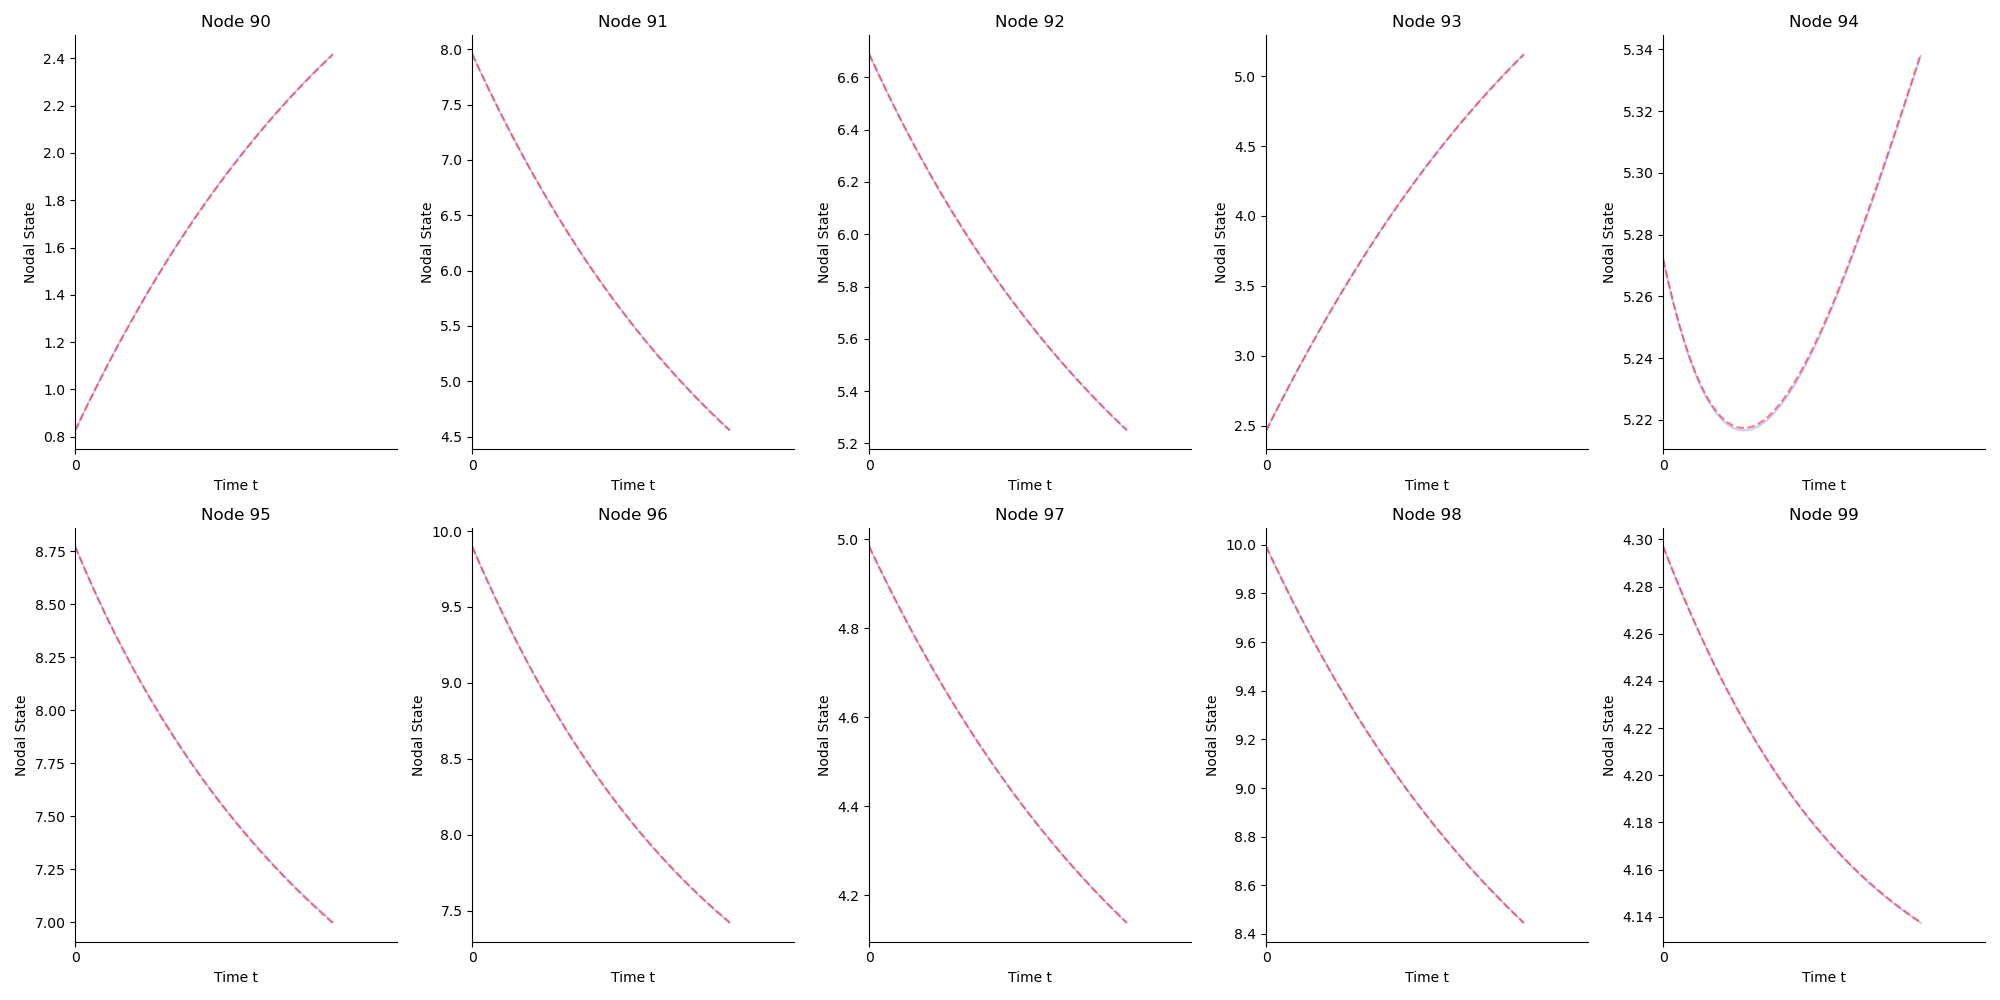 Node 90
Nodal State
2.4
2.2
2.0
1.8
1.6
1.4
1.2
1.0
0.8
0
Time t
Node 91
Nodal State
8.0
7.5
7.0
6.5
6.0
5.5
5.0
4.5
0
Time t
Node 92
Nodal State
6.6
6.4
6.2
6.0
5.8
5.6
5.4
5.2
0
Time t
Node 93
Nodal State
5.0
4.5
4.0
3.5
3.0
2.5
0
Time t
Node 94
Nodal State
5.34
5.32
5.30
5.28
5.26
5.24
5.22
0
Time t
Node 95
Nodal State
8.75
8.50
8.25
8.00
7.75
7.50
7.25
7.00
0
Time t
Node 96
Nodal State
10.0
9.5
9.0
8.5
8.0
7.5
0
Time t
Node 97
Nodal State
5.0
4.8
4.6
4.4
4.2
0
Time t
Node 98
Nodal State
10.0
9.8
9.6
9.4
9.2
9.0
8.8
8.6
8.4
0
Time t
Node 99
Nodal State
4.30
4.28
4.26
4.24
4.22
4.20
4.18
4.16
4.14
0
Time t